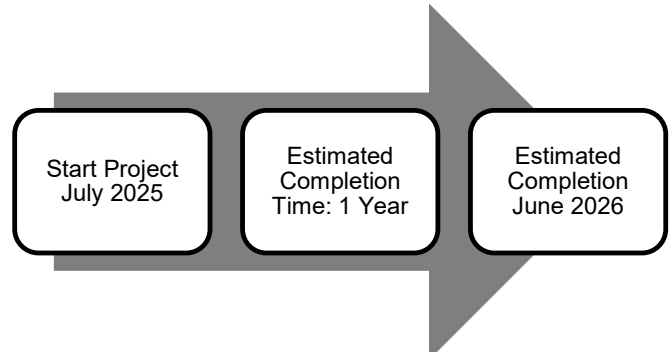 Start Project
July 2025
Estimated
Completion
Time: 1 Year
Estimated
Completion
June 2026